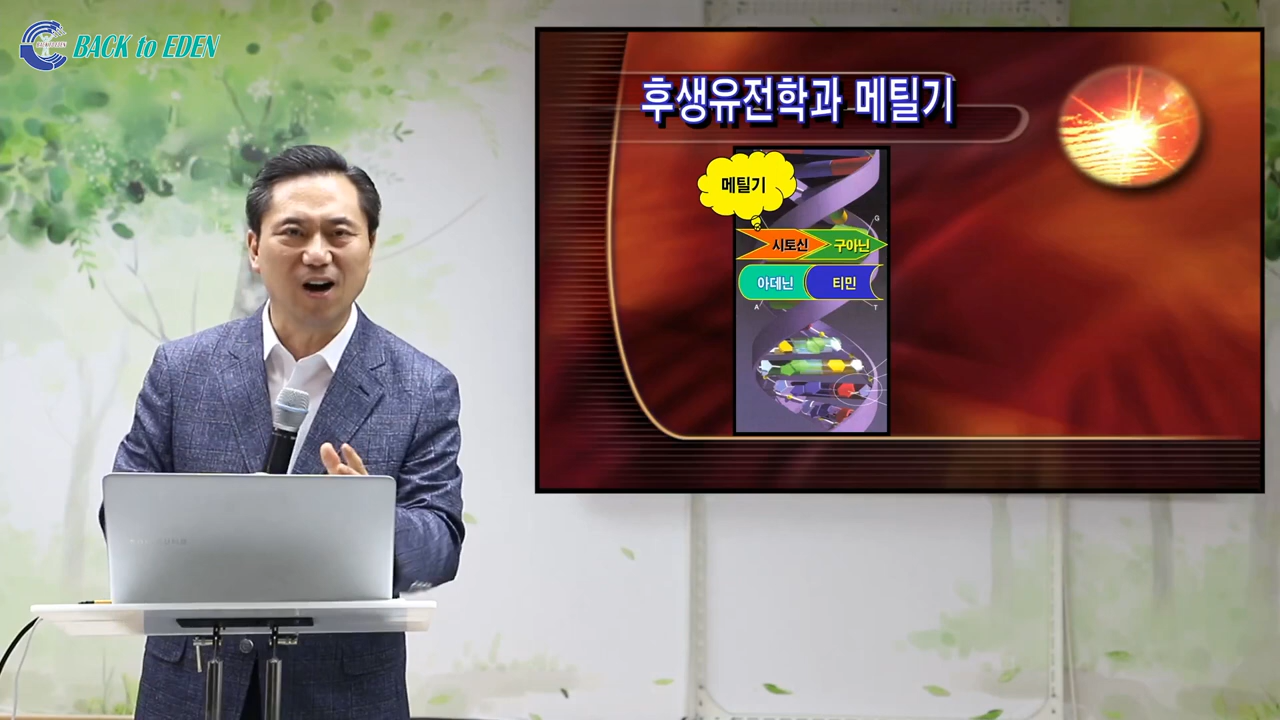 BACK to EDEN
후생유전학과 메틸기
메틸기
G
시토신 구아닌
아데닌 티민
A T